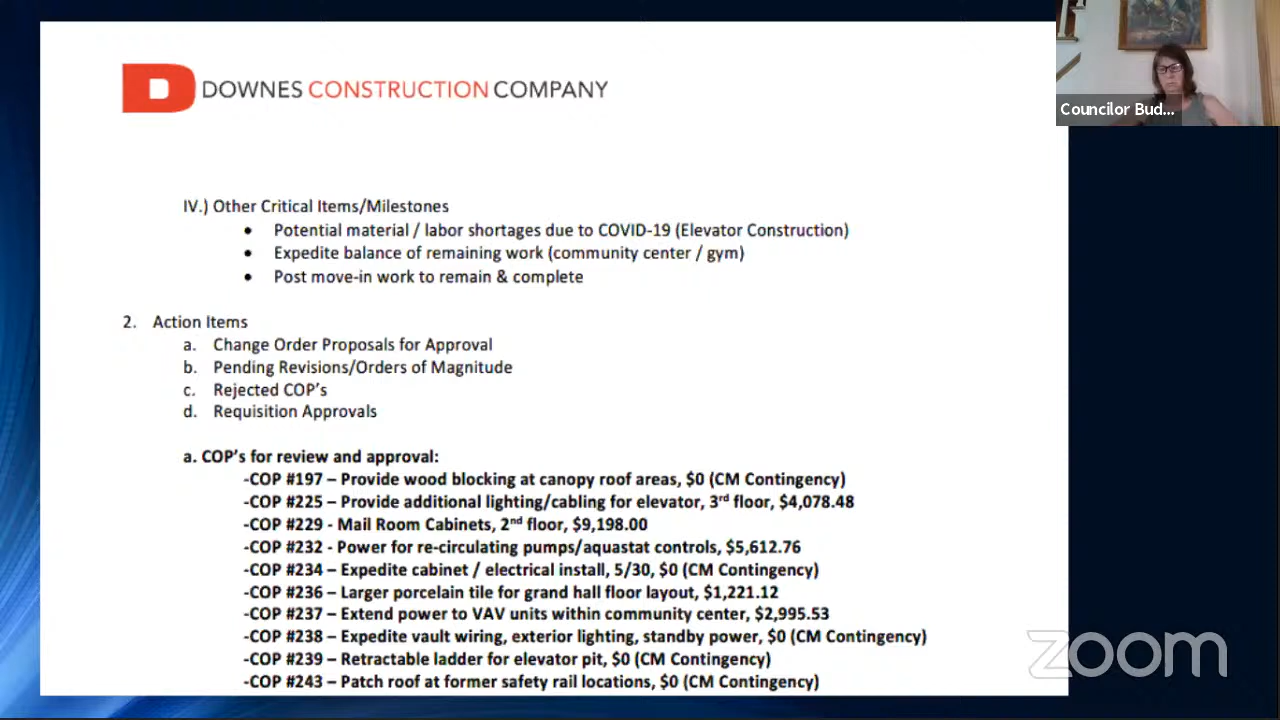 DOWNES CONSTRUCTION COMPANY
Councilor Bud...
IV.) Other Critical Items/Milestones
• Potential material / labor shortages due to COVID-19 (Elevator Construction)
• Expedite balance of remaining work (community center / gym)
• Post move-in work to remain & complete
2. Action Items
a. Change Order Proposals for Approval
b. Pending Revisions/Orders of Magnitude
c. Rejected COP's
d. Requisition Approvals
a. COP's for review and approval:
-COP #197 – Provide wood blocking at canopy roof areas, $0 (CM Contingency)
-COP #225 – Provide additional lighting/cabling for elevator, 3rd floor, $4,078.48
-COP #229 - Mail Room Cabinets, 2nd floor, $9,198.00
-COP #232 - Power for re-circulating pumps/aquastat controls, $5,612.76
-COP #234 – Expedite cabinet / electrical install, 5/30, $0 (CM Contingency)
-COP #236 – Larger porcelain tile for grand hall floor layout, $1,221.12
-COP #237 – Extend power to VAV units within community center, $2,995.53
-COP #238 – Expedite vault wiring, exterior lighting, standby power, $0 (CM Contingency)
-COP #239 – Retractable ladder for elevator pit, $0 (CM Contingency)
-COP #243 – Patch roof at former safety rail locations, $0 (CM Contingency)
zoom